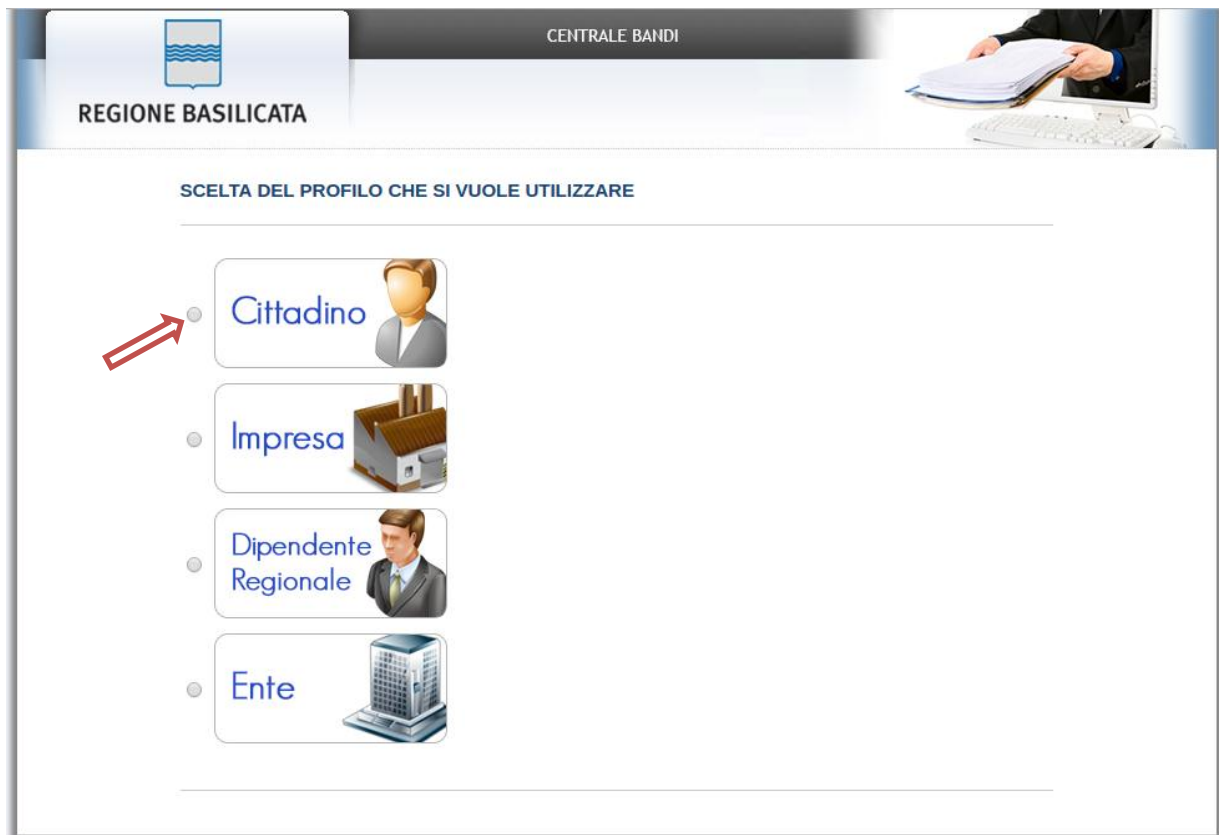 CENTRALE BANDI
REGIONE BASILICATA
SCELTA DEL PROFILO CHE SI VUOLE UTILIZZARE
Cittadino
Impresa
Dipendente
Regionale
Ente